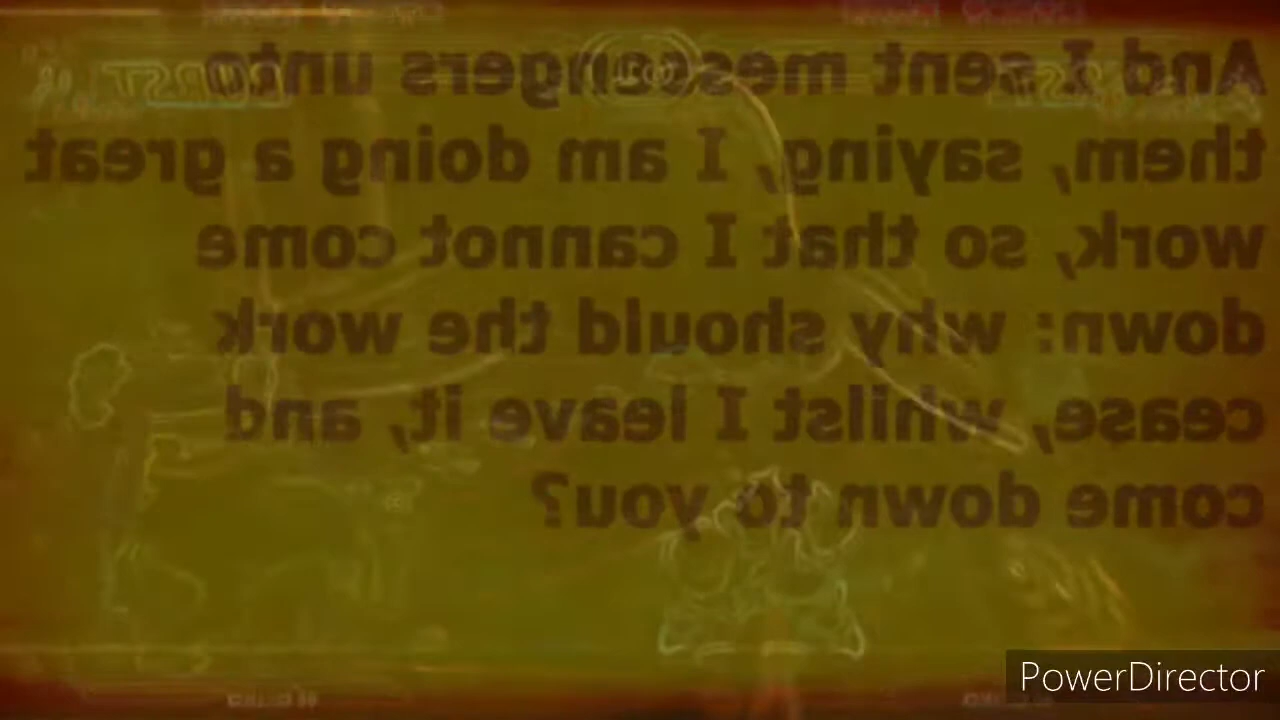 And I sent messengers unto
them, saying, I am doing a great
work, so that I cannot come
down: why should the work
cease, whilst I leave it, and
come down to you?
PowerDirector